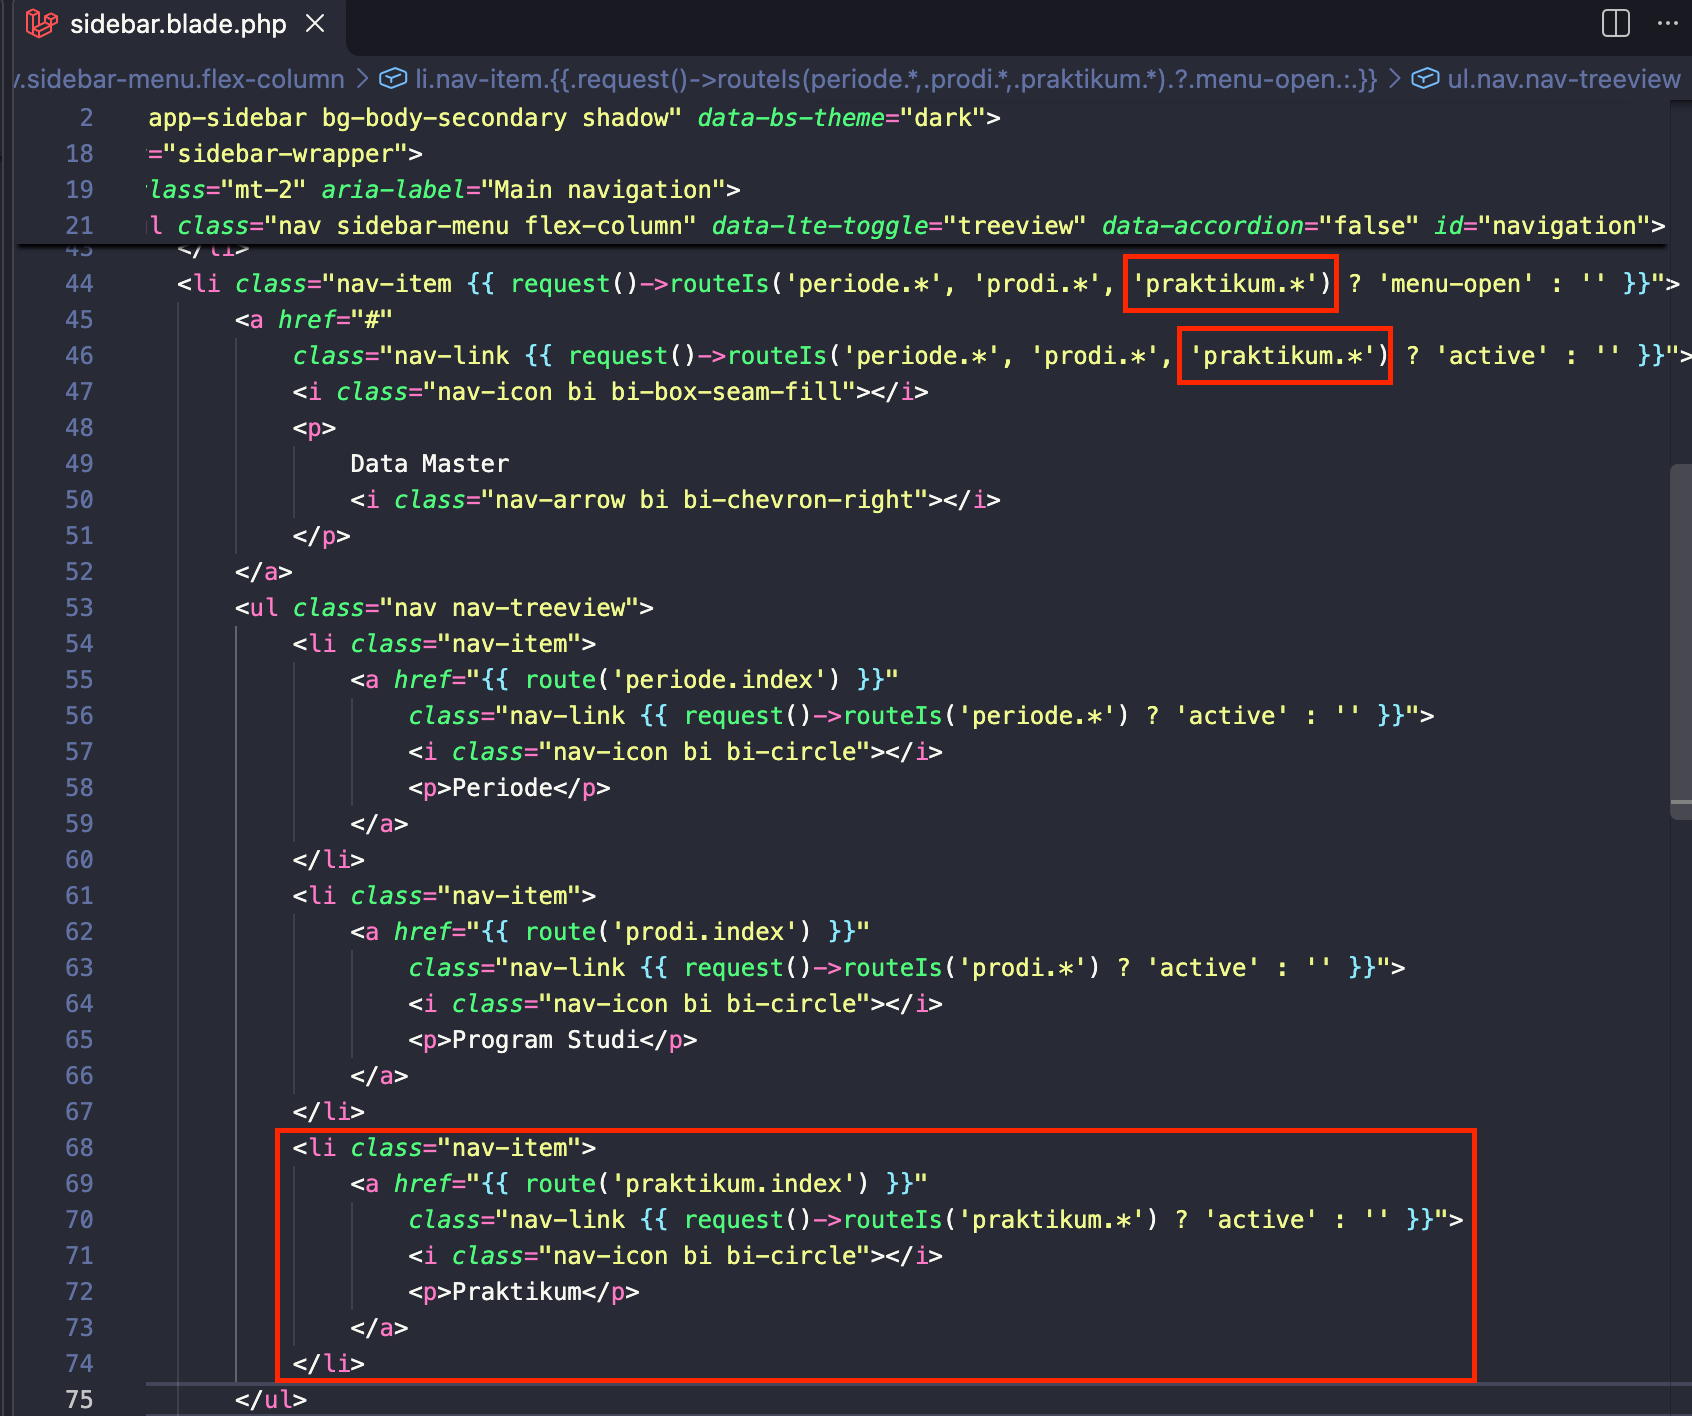 sidebar.blade.php
v.sidebar-menu.flex-column > li.nav-item.{{.request()->routeIs(periode.*,.prodi.*,.praktikum.*).?.menu-open.:.}} > ul.nav.nav-treeview
2 app-sidebar bg-body-secondary shadow" data-bs-theme="dark">
18 ="sidebar-wrapper">
19 lass="mt-2" aria-label="Main navigation">
21 l class="nav sidebar-menu flex-column" data-lte-toggle="treeview" data-accordion="false" id="navigation">
43 </li>
44 <li class="nav-item {{ request()->routeIs('periode.*', 'prodi.*', 'praktikum.*') ? 'menu-open' : '' }}">
45 <a href="#"
46 class="nav-link {{ request()->routeIs('periode.*', 'prodi.*', 'praktikum.*') ? 'active' : '' }}">
47 <i class="nav-icon bi bi-box-seam-fill"></i>
48 <p>
49 Data Master
50 <i class="nav-arrow bi bi-chevron-right"></i>
51 </p>
52 </a>
53 <ul class="nav nav-treeview">
54 <li class="nav-item">
55 <a href="{{ route('periode.index') }}"
56 class="nav-link {{ request()->routeIs('periode.*') ? 'active' : '' }}">
57 <i class="nav-icon bi bi-circle"></i>
58 <p>Periode</p>
59 </a>
60 </li>
61 <li class="nav-item">
62 <a href="{{ route('prodi.index') }}"
63 class="nav-link {{ request()->routeIs('prodi.*') ? 'active' : '' }}">
64 <i class="nav-icon bi bi-circle"></i>
65 <p>Program Studi</p>
66 </a>
67 </li>
68 <li class="nav-item">
69 <a href="{{ route('praktikum.index') }}"
70 class="nav-link {{ request()->routeIs('praktikum.*') ? 'active' : '' }}">
71 <i class="nav-icon bi bi-circle"></i>
72 <p>Praktikum</p>
73 </a>
74 </li>
75 </ul>